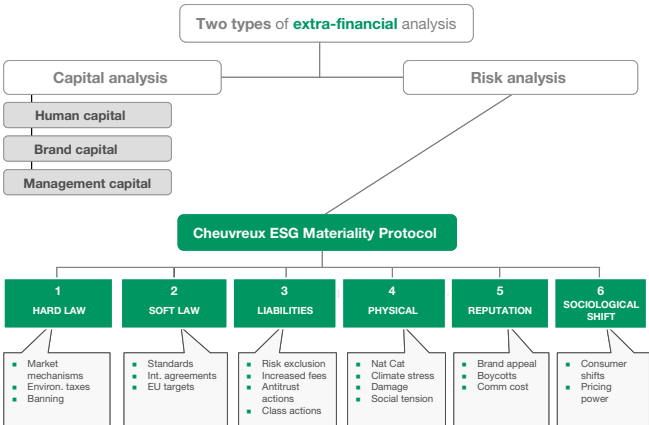 Two types of extra-financial analysis
Capital analysis
Risk analysis
Human capital
Brand capital
Management capital
Cheuvreux ESG Materiality Protocol
1
HARD LAW
2
SOFT LAW
3
LIABILITIES
4
PHYSICAL
5
REPUTATION
6
SOCIOLOGICAL
SHIFT
Market
mechanisms
Environ. taxes
Banning
Standards
Int. agreements
EU targets
Risk exclusion
Increased fees
Antitrust
actions
Class actions
Nat Cat
Climate stress
Damage
Social tension
Brand appeal
Boycotts
Comm cost
Consumer
shifts
Pricing
power